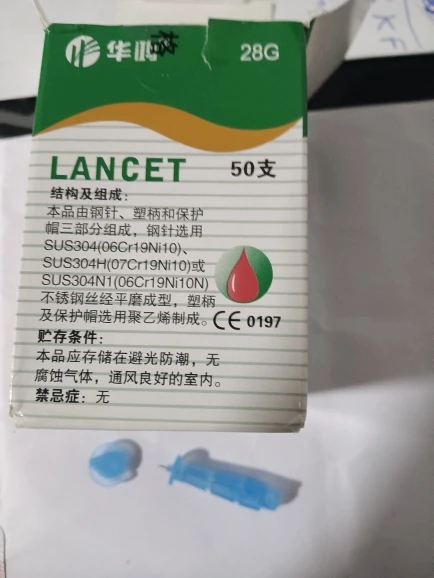 华鸿
28G
LANCET 50支
结构及组成:
本品由钢针、塑柄和保护
帽三部分组成，钢针选用
SUS304(06Cr19Ni10)、
SUS304H(07Cr19Ni10)或
SUS304N1(06Cr19Ni10N)
不锈钢丝经平磨成型，塑柄
及保护帽选用聚乙烯制成。
CE 0197
贮存条件:
本品应存储在避光防潮，无
腐蚀气体，通风良好的室内。
禁忌症: 无
K F